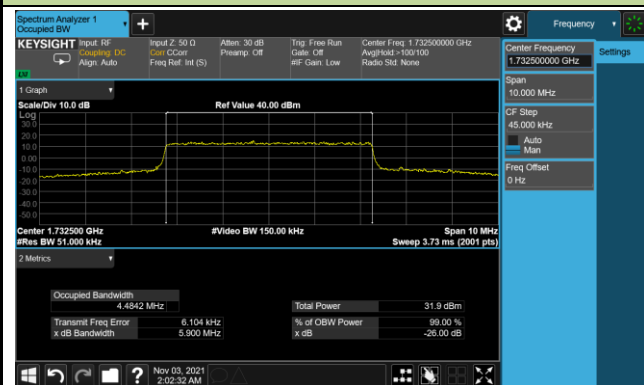 Spectrum Analyzer 1
Occupied BW
Frequency
KEYSIGHT
Input: RF
Coupling: DC
Align: Auto
Input Z: 50 Ω
Corr CCorr
Freq Ref: Int (S)
Atten: 30 dB
Preamp: Off
Trig: Free Run
Gate: Off
#IF Gain: Low
Center Freq: 1.732500000 GHz
Avg|Hold:>100/100
Radio Std: None
Center Frequency
1.732500000 GHz
Settings
Span
10.000 MHz
CF Step
45.000 kHz
Auto
Man
Freq Offset
0 Hz
1 Graph
Scale/Div 10.0 dB
Ref Value 40.00 dBm
Log
30.0
20.0
10.0
0.00
-10.0
-20.0
-30.0
-40.0
-50.0
Center 1.732500 GHz
#Video BW 150.00 kHz
Span 10 MHz
#Res BW 51.000 kHz
Sweep 3.73 ms (2001 pts)
2 Metrics
Occupied Bandwidth
4.4842 MHz
Total Power 31.9 dBm
Transmit Freq Error 6.104 kHz
% of OBW Power 99.00 %
x dB Bandwidth 5.900 MHz
x dB -26.00 dB
?
Nov 03, 2021
2:02:32 AM